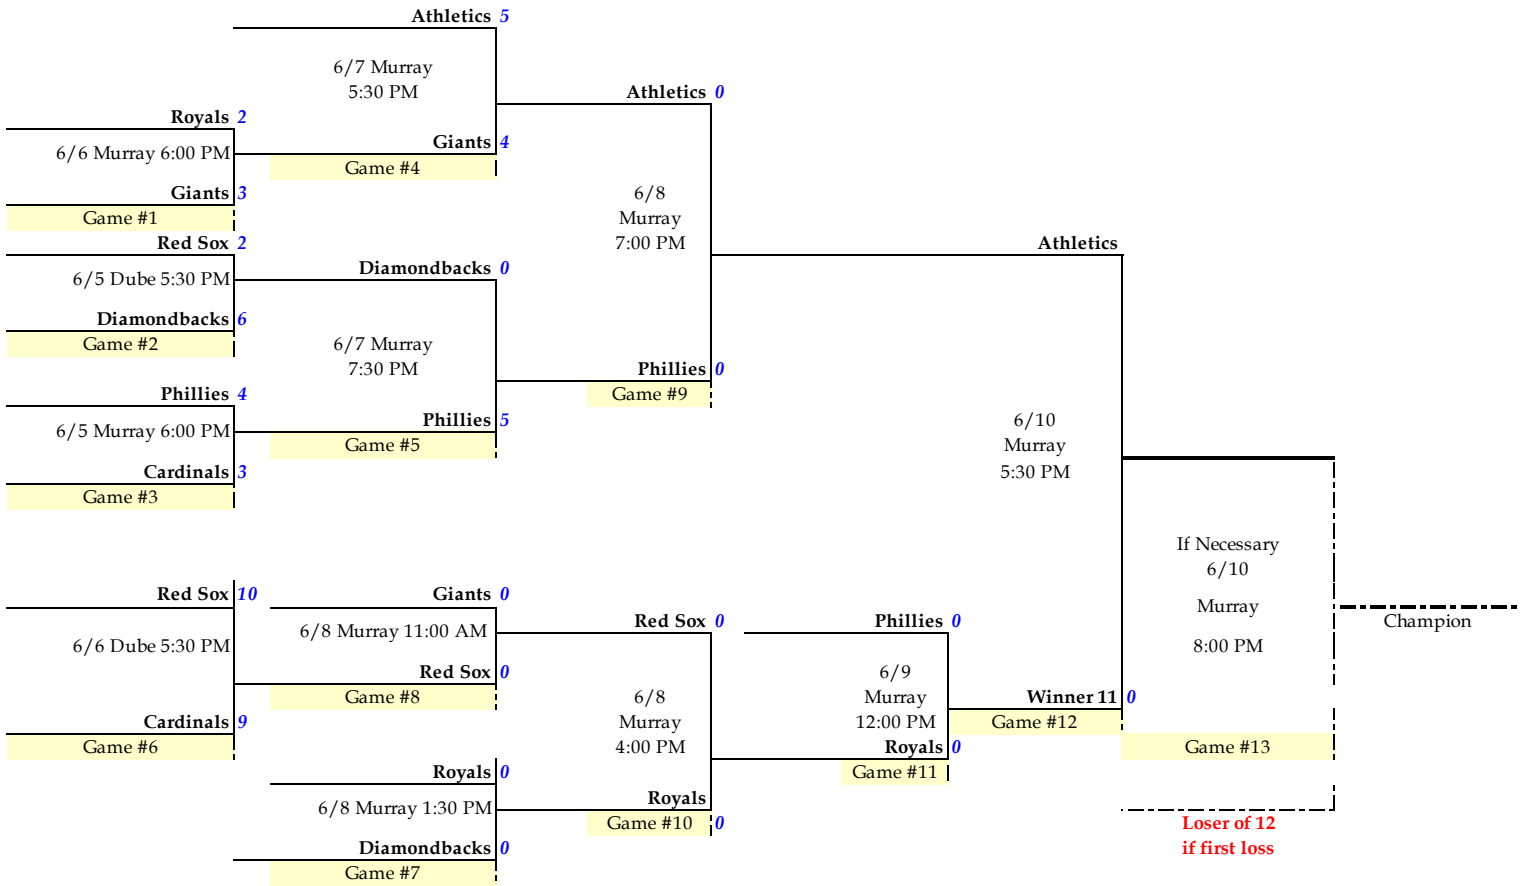 Athletics 5
6/7 Murray
5:30 PM
Giants 4
Game #4
Royals 2
6/6 Murray 6:00 PM
Giants 3
Game #1
Red Sox 2
6/5 Dube 5:30 PM
Diamondbacks 6
Game #2
Phillies 4
6/5 Murray 6:00 PM
Cardinals 3
Game #3
Diamondbacks 0
6/7 Murray
7:30 PM
Phillies 5
Game #5
Athletics 0
6/8
Murray
7:00 PM
Phillies 0
Game #9
Athletics
6/10
Murray
5:30 PM
Winner 11 0
Game #12
If Necessary
6/10
Murray
8:00 PM
Game #13
Champion
Loser of 12
if first loss
Red Sox 10
6/6 Dube 5:30 PM
Cardinals 9
Game #6
Giants 0
6/8 Murray 11:00 AM
Red Sox 0
Game #8
Royals 0
6/8 Murray 1:30 PM
Diamondbacks 0
Game #7
Red Sox 0
6/8
Murray
4:00 PM
Royals
Game #10 0
Phillies 0
6/9
Murray
12:00 PM
Royals 0
Game #11